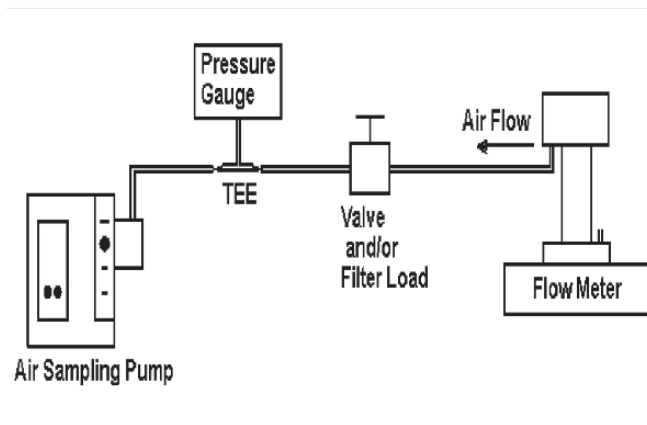 Pressure
Gauge
Air Flow
TEE
Valve
and/or
Filter Load
Flow Meter
Air Sampling Pump